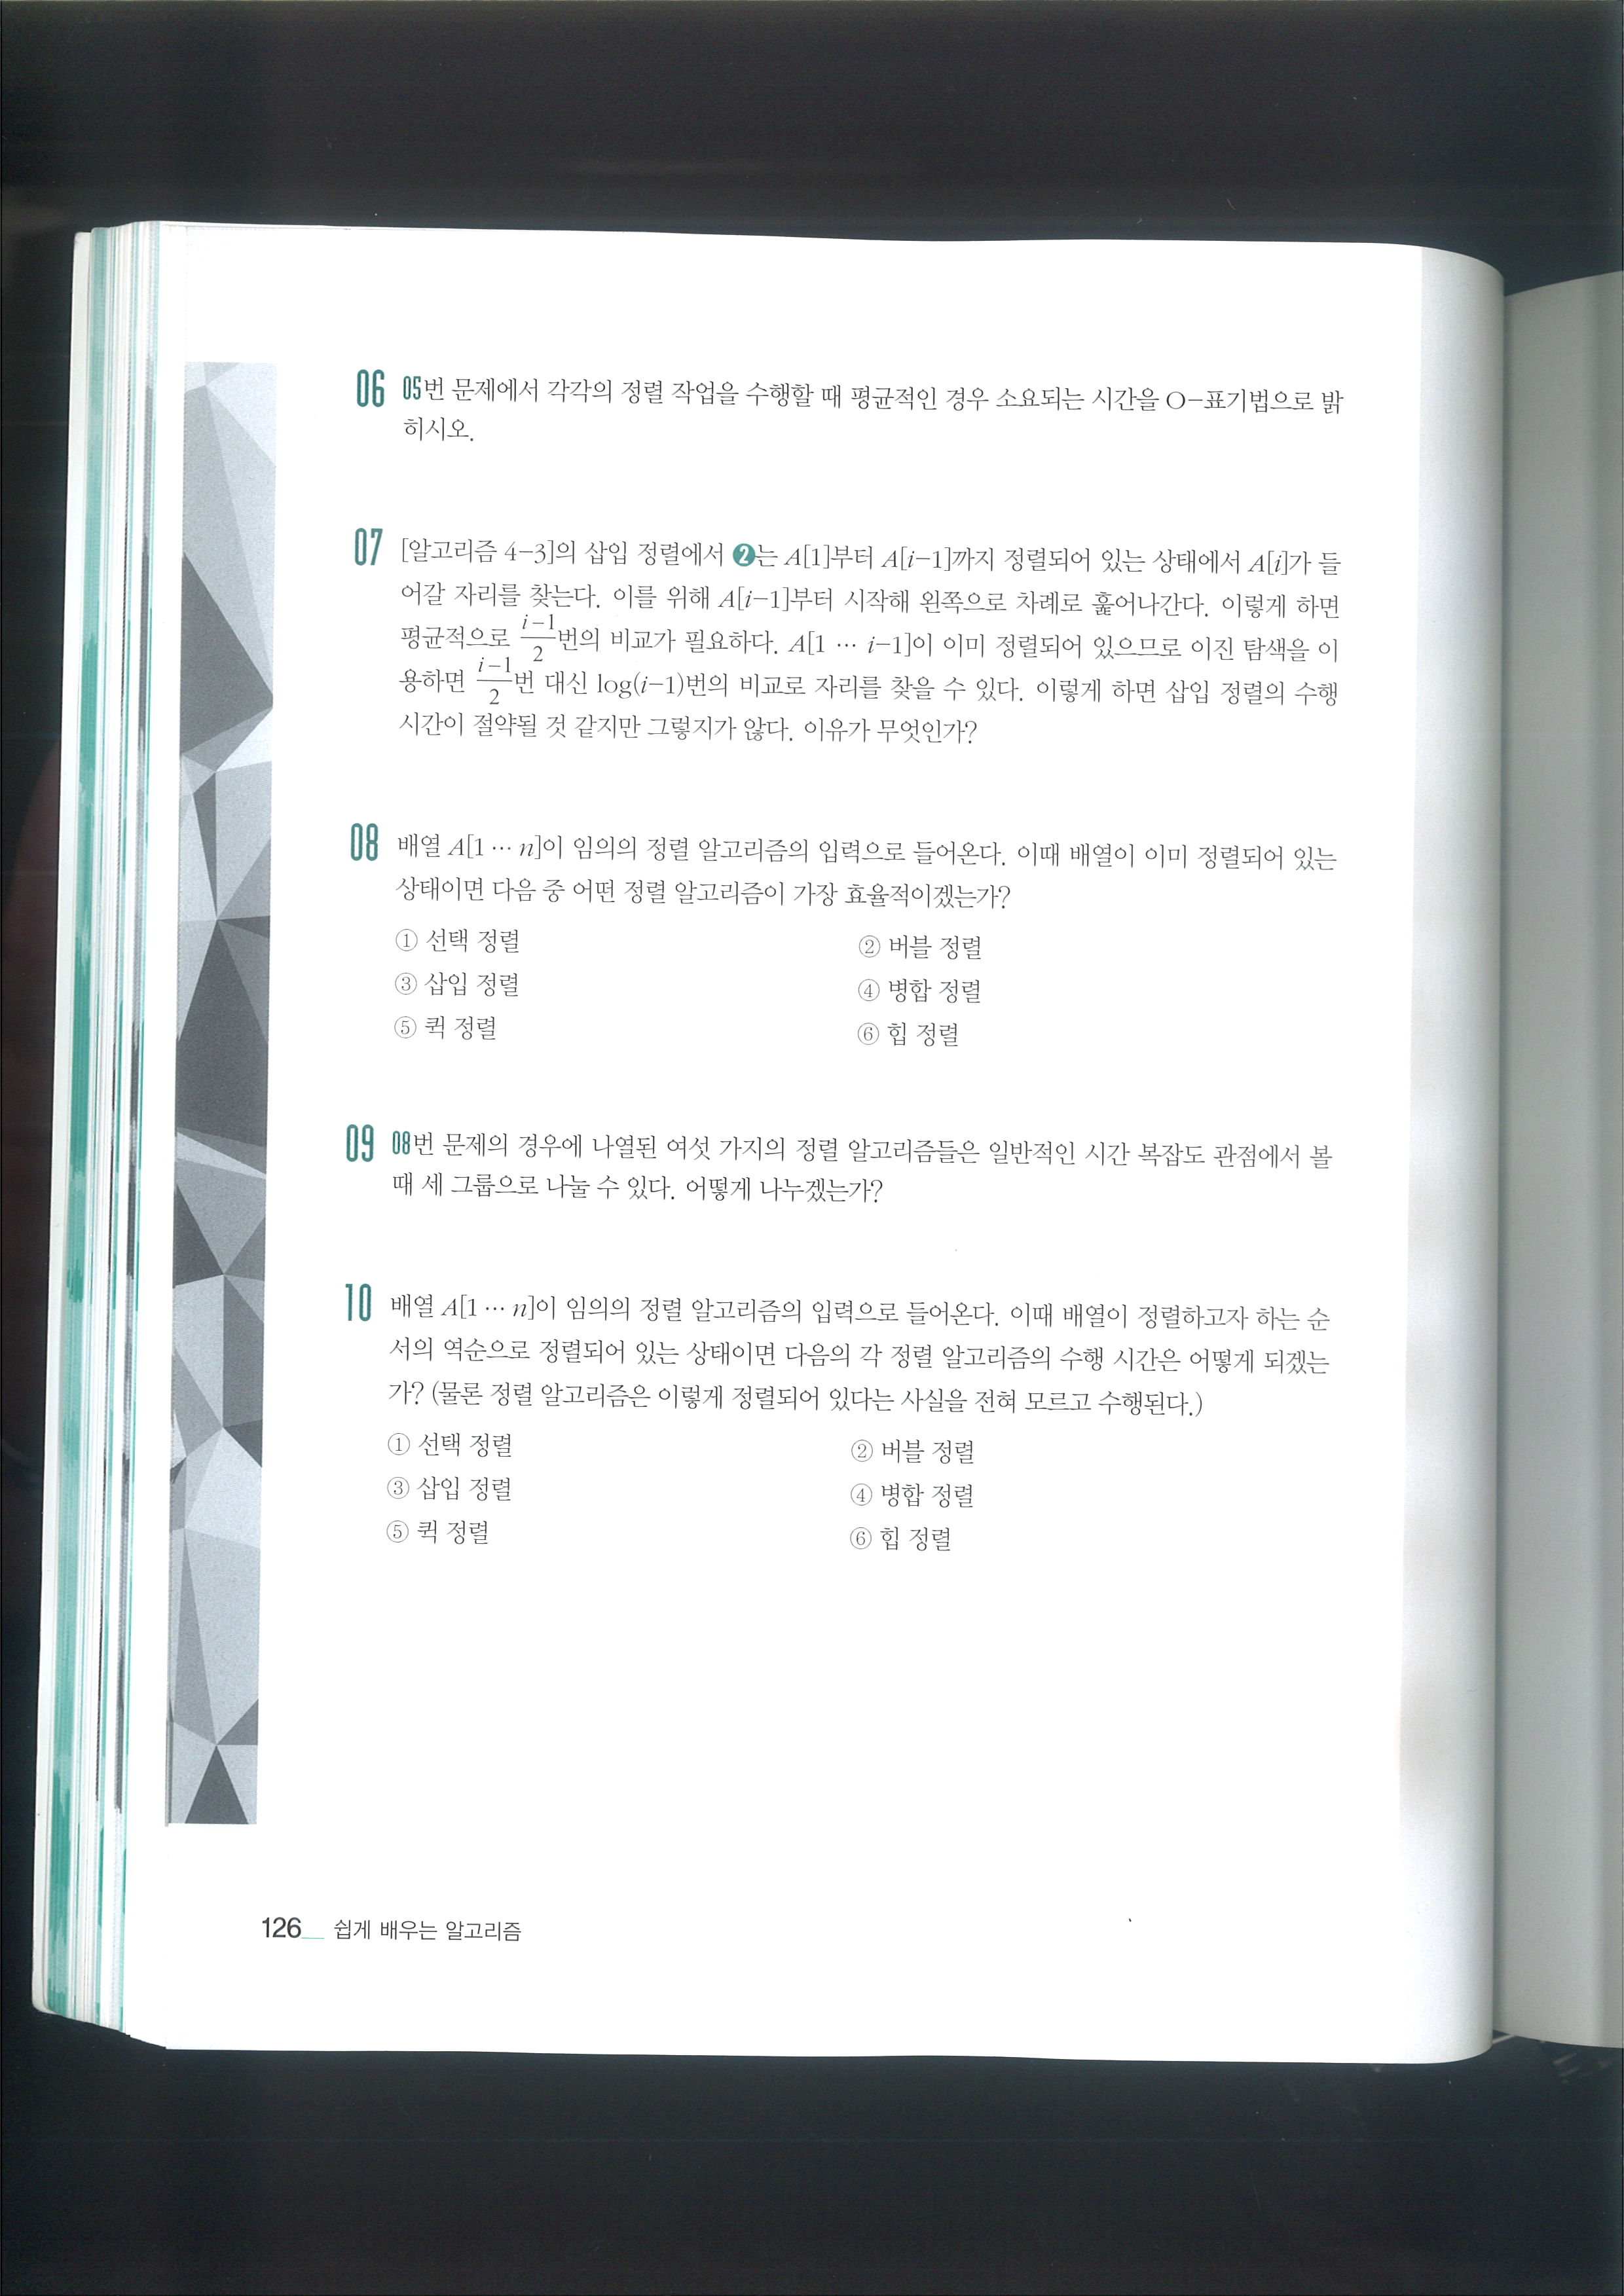 06 05번 문제에서 각각의 정렬 작업을 수행할 때 평균적인 경우 소요되는 시간을 O-표기법으로 밝
히시오.
07 [알고리즘 4-3]의 삽입 정렬에서 ❷는 A[1]부터 A[i-1]까지 정렬되어 있는 상태에서 A[i]가 들
어갈 자리를 찾는다. 이를 위해 A[i-1]부터 시작해 왼쪽으로 차례로 훑어나간다. 이렇게 하면
평균적으로 (i-1)/2번의 비교가 필요하다. A[1 … i-1]이 이미 정렬되어 있으므로 이진 탐색을 이
용하면 (i-1)/2번 대신 log(i-1)번의 비교로 자리를 찾을 수 있다. 이렇게 하면 삽입 정렬의 수행
시간이 절약될 것 같지만 그렇지가 않다. 이유가 무엇인가?
08 배열 A[1 … n]이 임의의 정렬 알고리즘의 입력으로 들어온다. 이때 배열이 이미 정렬되어 있는
상태이면 다음 중 어떤 정렬 알고리즘이 가장 효율적이겠는가?
① 선택 정렬 ② 버블 정렬
③ 삽입 정렬 ④ 병합 정렬
⑤ 퀵 정렬 ⑥ 힙 정렬
09 08번 문제의 경우에 나열된 여섯 가지의 정렬 알고리즘들은 일반적인 시간 복잡도 관점에서 볼
때 세 그룹으로 나눌 수 있다. 어떻게 나누겠는가?
10 배열 A[1 … n]이 임의의 정렬 알고리즘의 입력으로 들어온다. 이때 배열이 정렬하고자 하는 순
서의 역순으로 정렬되어 있는 상태이면 다음의 각 정렬 알고리즘의 수행 시간은 어떻게 되겠는
가? (물론 정렬 알고리즘은 이렇게 정렬되어 있다는 사실을 전혀 모르고 수행된다.)
① 선택 정렬 ② 버블 정렬
③ 삽입 정렬 ④ 병합 정렬
⑤ 퀵 정렬 ⑥ 힙 정렬
126__ 쉽게 배우는 알고리즘